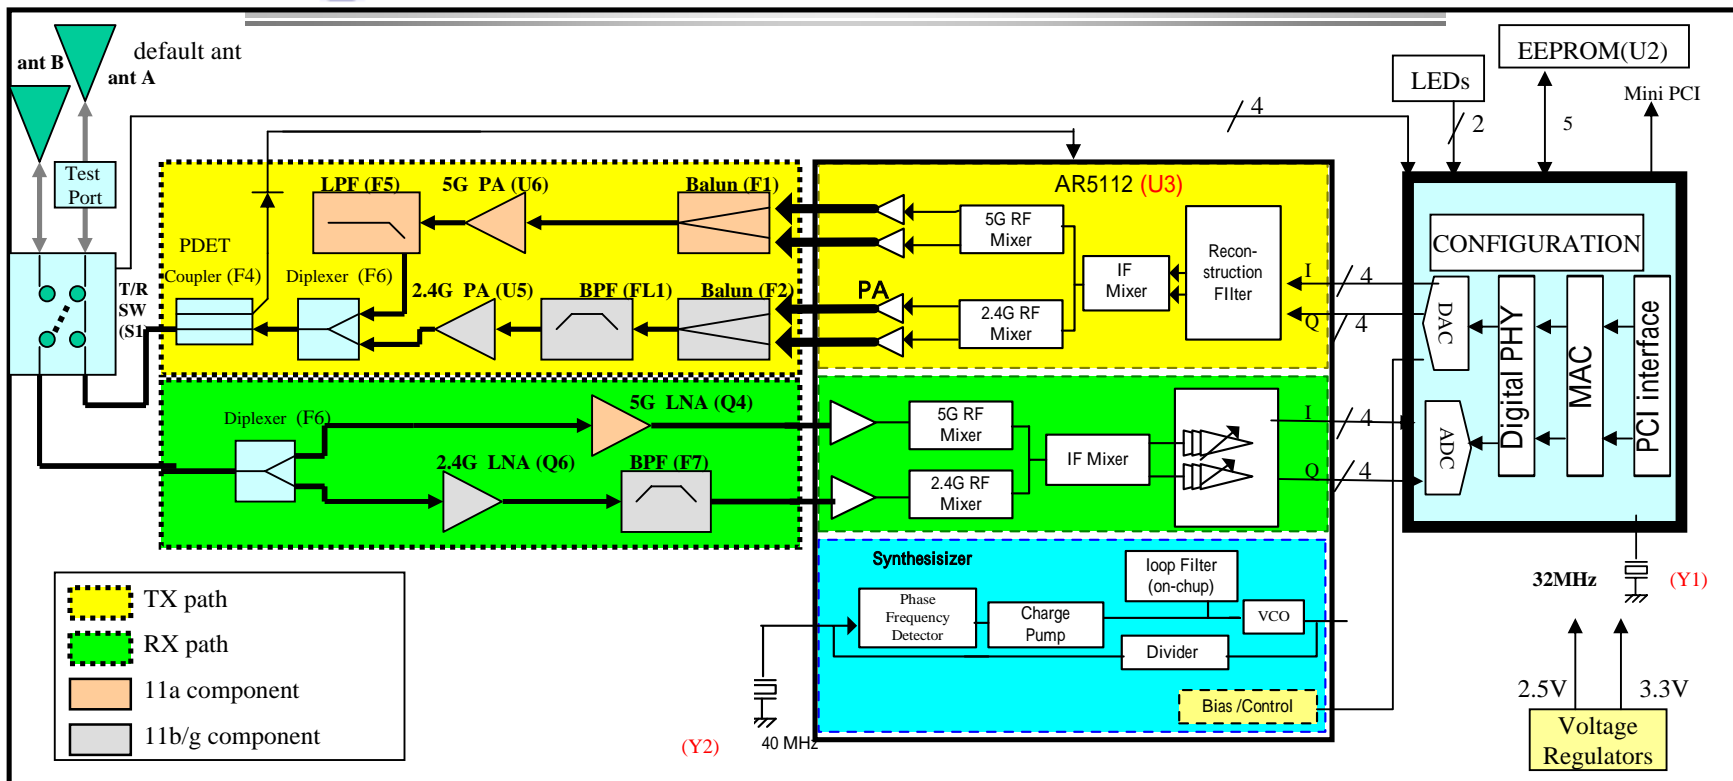 default ant
ant B
ant A
Test
Port
T/R
SW
(S1)
PDET
Coupler (F4)
LPF (F5)
5G PA (U6)
Balun (F1)
Diplexer (F6)
2.4G PA (U5)
BPF (FL1)
Balun (F2)
PA
AR5112 (U3)
5G RF
Mixer
2.4G RF
Mixer
IF
Mixer
Recon-
struction
FIlter
I
4
Q
4
4
LEDs
2
EEPROM(U2)
5
Mini PCI
CONFIGURATION
DAC
ADC
Digital PHY
MAC
PCI interface
Diplexer (F6)
5G LNA (Q4)
2.4G LNA (Q6)
BPF (F7)
5G RF
Mixer
2.4G RF
Mixer
IF Mixer
I
4
Q
4
Synthesisizer
Phase
Frequency
Detector
Charge
Pump
loop Filter
(on-chup)
VCO
Divider
Bias /Control
(Y2)
40 MHz
32MHz
(Y1)
2.5V
3.3V
Voltage
Regulators
TX path
RX path
11a component
11b/g component